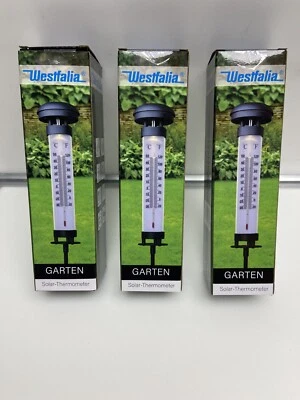 Westfalia
C F
GARTEN
Solar-Thermometer
Westfalia
C F
GARTEN
Solar-Thermometer
Westfalia
C F
GARTEN
Solar-Thermometer